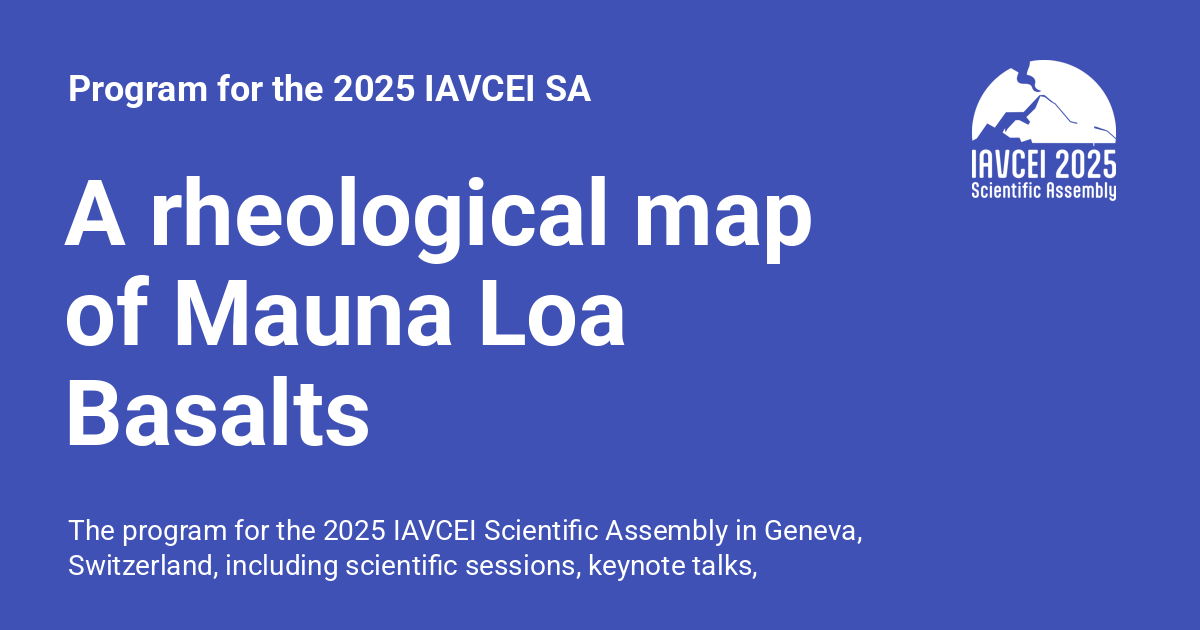 Program for the 2025 IAVCEI SA
IAVCEI 2025
Scientific Assembly
A rheological map
of Mauna Loa
Basalts
The program for the 2025 IAVCEI Scientific Assembly in Geneva,
Switzerland, including scientific sessions, keynote talks,